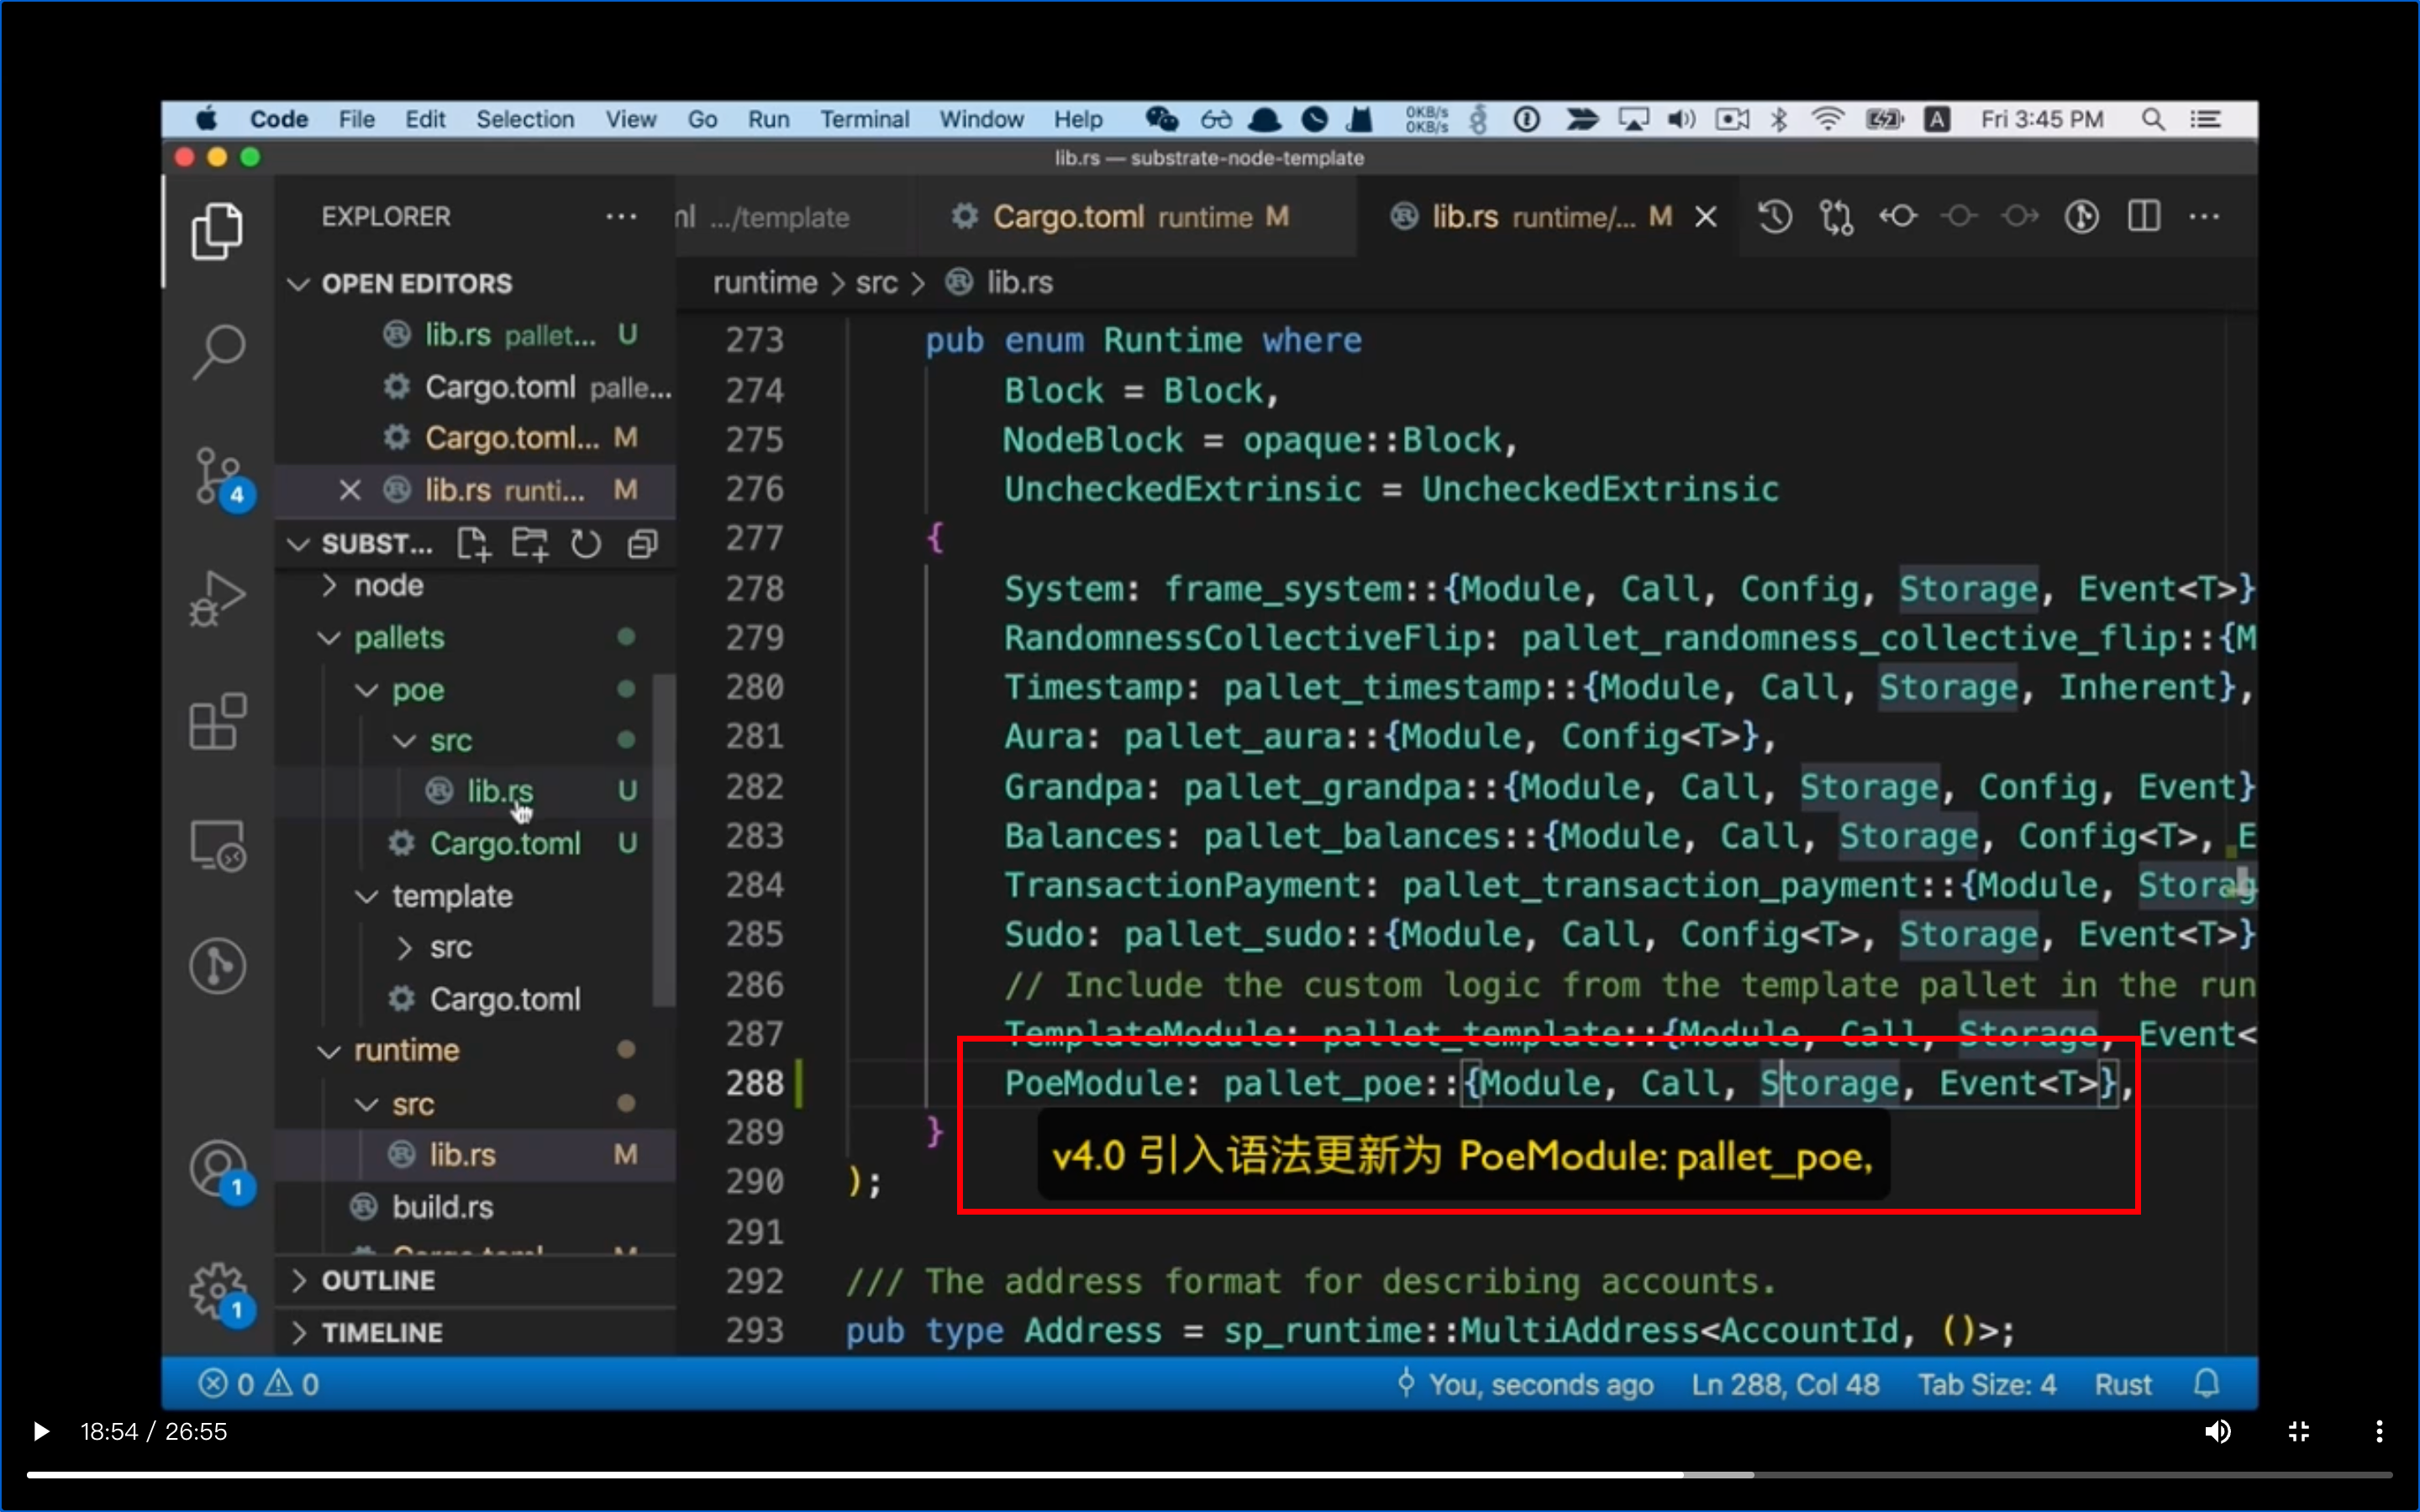 Code File Edit Selection View Go Run Terminal Window Help 0KB/s 0KB/s A Fri 3:45 PM
lib.rs — substrate-node-template
EXPLORER
nl .../template
Cargo.toml runtime M
lib.rs runtime/... M
OPEN EDITORS
lib.rs pallet... U
Cargo.toml palle...
Cargo.toml... M
lib.rs runti... M
SUBST...
node
pallets
poe
src
lib.rs U
Cargo.toml U
template
src
Cargo.toml
runtime
src
lib.rs M
build.rs
Cargo.toml M
OUTLINE
TIMELINE
4
1
1
runtime > src > lib.rs
273 pub enum Runtime where
274 Block = Block,
275 NodeBlock = opaque::Block,
276 UncheckedExtrinsic = UncheckedExtrinsic
277 {
278 System: frame_system::{Module, Call, Config, Storage, Event<T>}
279 RandomnessCollectiveFlip: pallet_randomness_collective_flip::{M
280 Timestamp: pallet_timestamp::{Module, Call, Storage, Inherent},
281 Aura: pallet_aura::{Module, Config<T>},
282 Grandpa: pallet_grandpa::{Module, Call, Storage, Config, Event}
283 Balances: pallet_balances::{Module, Call, Storage, Config<T>, E
284 TransactionPayment: pallet_transaction_payment::{Module, Storag
285 Sudo: pallet_sudo::{Module, Call, Config<T>, Storage, Event<T>}
286 // Include the custom logic from the template pallet in the run
287 TemplateModule: pallet_template::{Module, Call, Storage, Event<
288 PoeModule: pallet_poe::{Module, Call, Storage, Event<T>},
v4.0 引入语法更新为 PoeModule: pallet_poe,
289 }
290 );
291
292 /// The address format for describing accounts.
293 pub type Address = sp_runtime::MultiAddress<AccountId, ()>;
0 0
You, seconds ago Ln 288, Col 48 Tab Size: 4 Rust
18:54 / 26:55